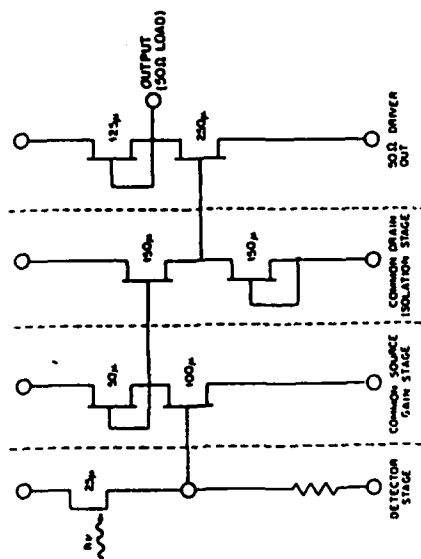 hν
25μ
50μ
100μ
150μ
150μ
125μ
250μ
OUTPUT
(50Ω LOAD)
DETECTOR
STAGE
COMMON SOURCE
GAIN STAGE
COMMON DRAIN
ISOLATION STAGE
50Ω DRIVER
OUT